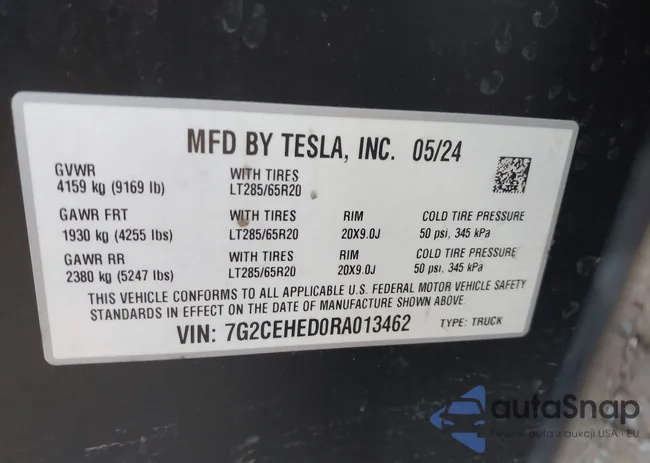 MFD BY TESLA, INC. 05/24
GVWR WITH TIRES
4159 kg (9169 lb) LT285/65R20
GAWR FRT WITH TIRES RIM COLD TIRE PRESSURE
1930 kg (4255 lbs) LT285/65R20 20X9.0J 50 psi, 345 kPa
GAWR RR WITH TIRES RIM COLD TIRE PRESSURE
2380 kg (5247 lbs) LT285/65R20 20X9.0J 50 psi, 345 kPa
THIS VEHICLE CONFORMS TO ALL APPLICABLE U.S. FEDERAL MOTOR VEHICLE SAFETY
STANDARDS IN EFFECT ON THE DATE OF MANUFACTURE SHOWN ABOVE.
VIN: 7G2CEHED0RA013462 TYPE: TRUCK
autaSnap
auta z aukcji USA - EU